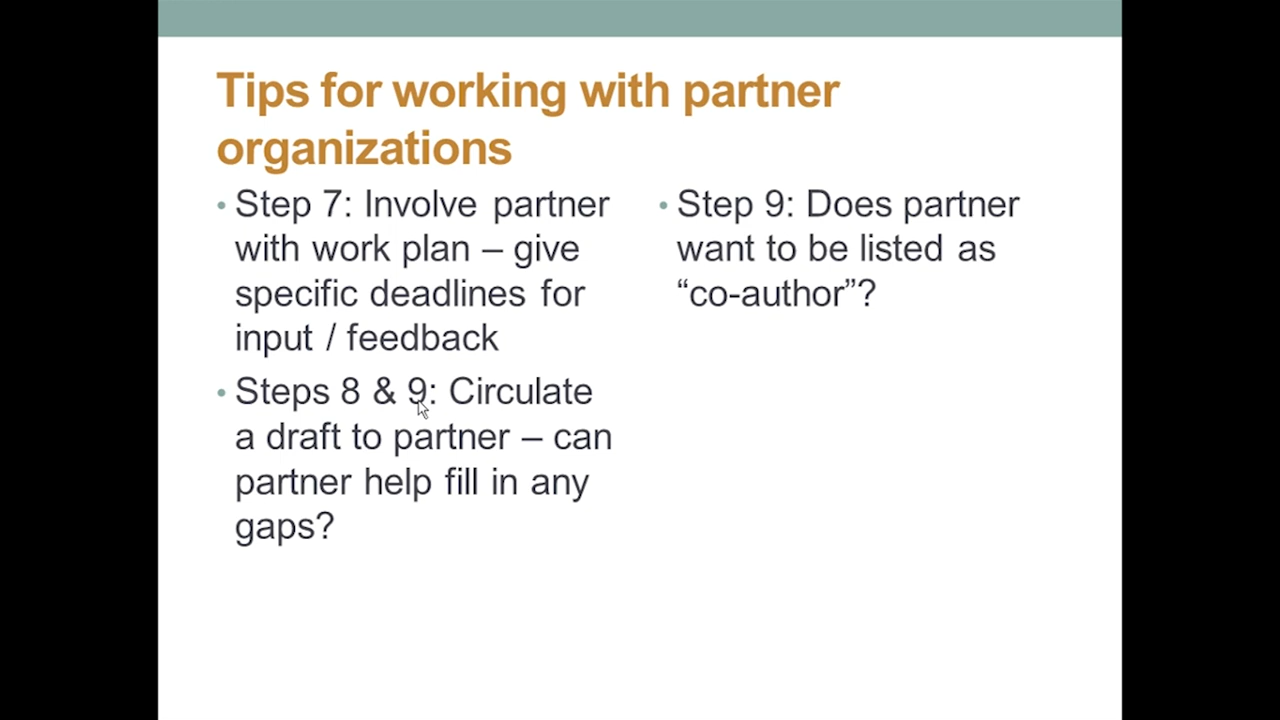 Tips for working with partner
organizations
• Step 7: Involve partner
with work plan – give
specific deadlines for
input / feedback
• Steps 8 & 9: Circulate
a draft to partner – can
partner help fill in any
gaps?
• Step 9: Does partner
want to be listed as
“co-author”?